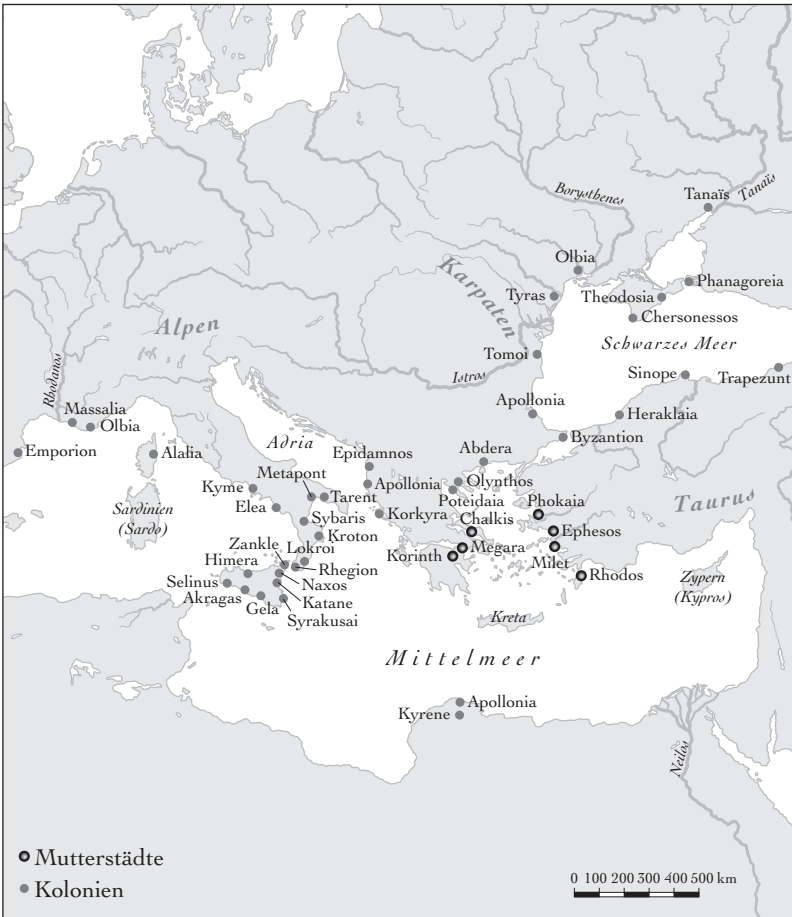 Borysthenes
Tanaïs
Tanaïs
Olbia
Karpaten
Phanagoreia
Tyras
Theodosia
Chersonessos
Alpen
Schwarzes Meer
Tomoi
Rhodanos
Istros
Sinope
Trapezunt
Massalia
Olbia
Apollonia
Heraklaia
Emporion
Alalia
Adria
Byzantion
Epidamnos
Abdera
Metapont
Apollonia
Olynthos
Kyme
Tarent
Poteidaia
Phokaia
Taurus
Elea
Korkyra
Chalkis
Sardinien
(Sardo)
Sybaris
Ephesos
Kroton
Zankle
Lokroi
Megara
Korinth
Milet
Himera
Rhegion
Rhodos
Zypern
(Kypros)
Selinus
Naxos
Akragas
Katane
Gela
Syrakusai
Kreta
Mittelmeer
Apollonia
Kyrene
Neilos
Mutterstädte
Kolonien
0 100 200 300 400 500 km